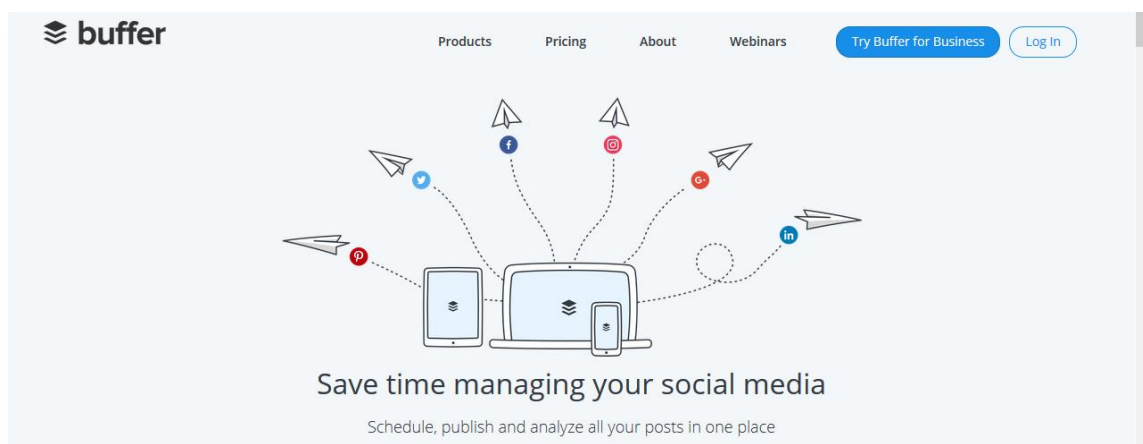 buffer
Products Pricing About Webinars Try Buffer for Business Log In
f
G+
in
Save time managing your social media
Schedule, publish and analyze all your posts in one place